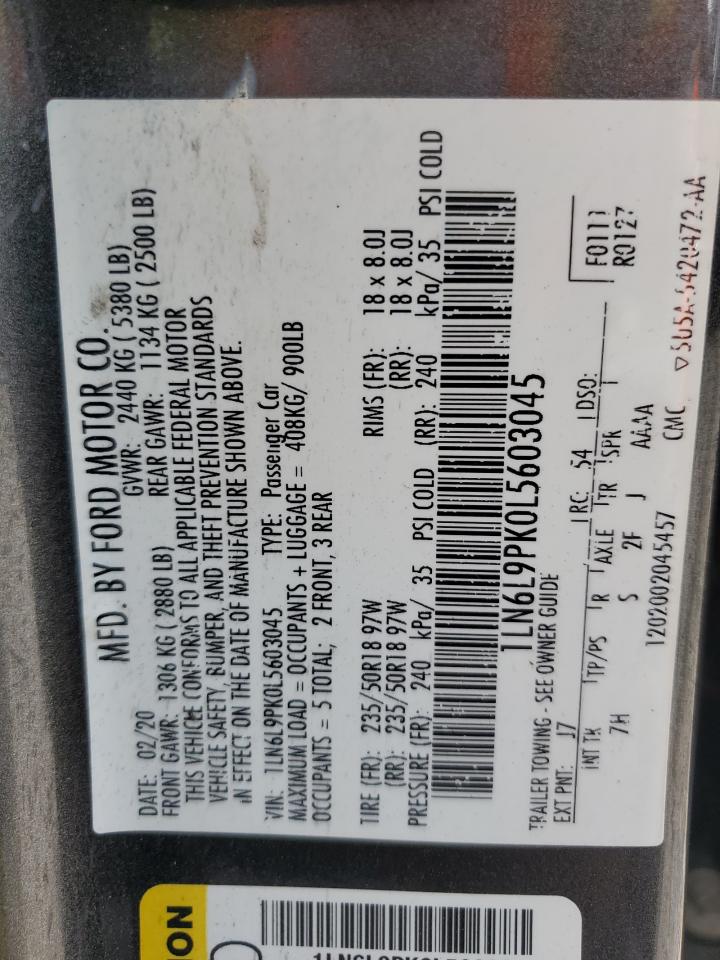 MFD. BY FORD MOTOR CO.
DATE: 02/20 GVWR: 2440 KG ( 5380 LB)
FRONT GAWR: 1306 KG ( 2880 LB) REAR GAWR: 1134 KG ( 2500 LB)
THIS VEHICLE CONFORMS TO ALL APPLICABLE FEDERAL MOTOR
VEHICLE SAFETY, BUMPER, AND THEFT PREVENTION STANDARDS
IN EFFECT ON THE DATE OF MANUFACTURE SHOWN ABOVE.
VIN: 1LN6L9PK0L5603045 TYPE: Passenger Car
MAXIMUM LOAD = OCCUPANTS + LUGGAGE = 408KG/ 900LB
OCCUPANTS = 5 TOTAL; 2 FRONT, 3 REAR
TIRE (FR): 235/50R18 97W RIMS (FR): 18 x 8.0J
(RR): 235/50R18 97W (RR): 18 x 8.0J
PRESSURE (FR): 240 kPa/ 35 PSI COLD (RR): 240 kPa/ 35 PSI COLD
1LN6L9PK0L5603045
TRAILER TOWING - SEE OWNER GUIDE
EXT PNT: J7 RC: 54 DSO: F0111
R0127
INT TR TP/PS R AXLE TR SPR
7H S 2F J AAAA
1202002045457 CMC
5U5A-5420472-AA
ION